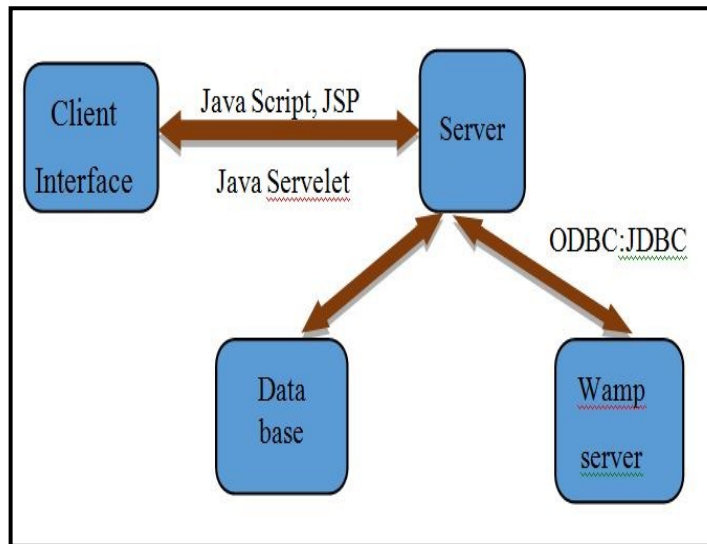 Client
Interface
Java Script, JSP
Java Servelet
Server
ODBC:JDBC
Data
base
Wamp
server